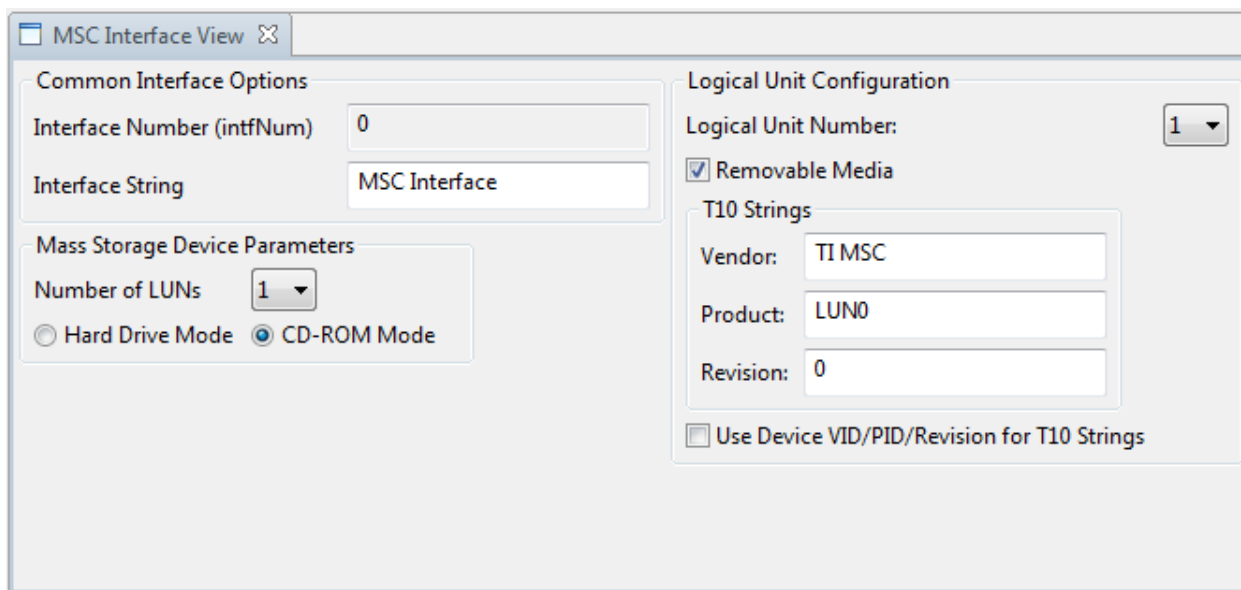 MSC Interface View
Common Interface Options
Interface Number (intfNum) 0
Interface String MSC Interface
Mass Storage Device Parameters
Number of LUNs 1
Hard Drive Mode CD-ROM Mode
Logical Unit Configuration
Logical Unit Number: 1
Removable Media
T10 Strings
Vendor: TI MSC
Product: LUN0
Revision: 0
Use Device VID/PID/Revision for T10 Strings